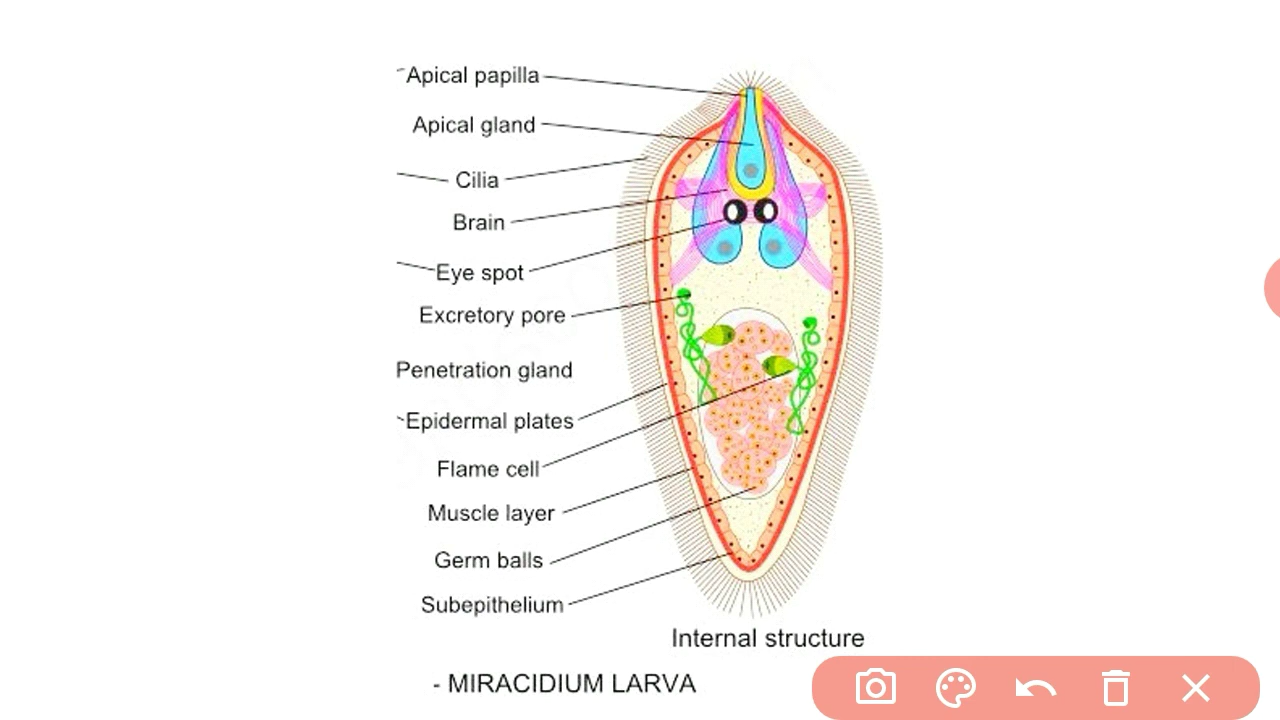 Apical papilla
Apical gland
Cilia
Brain
Eye spot
Excretory pore
Penetration gland
Epidermal plates
Flame cell
Muscle layer
Germ balls
Subepithelium
Internal structure
- MIRACIDIUM LARVA